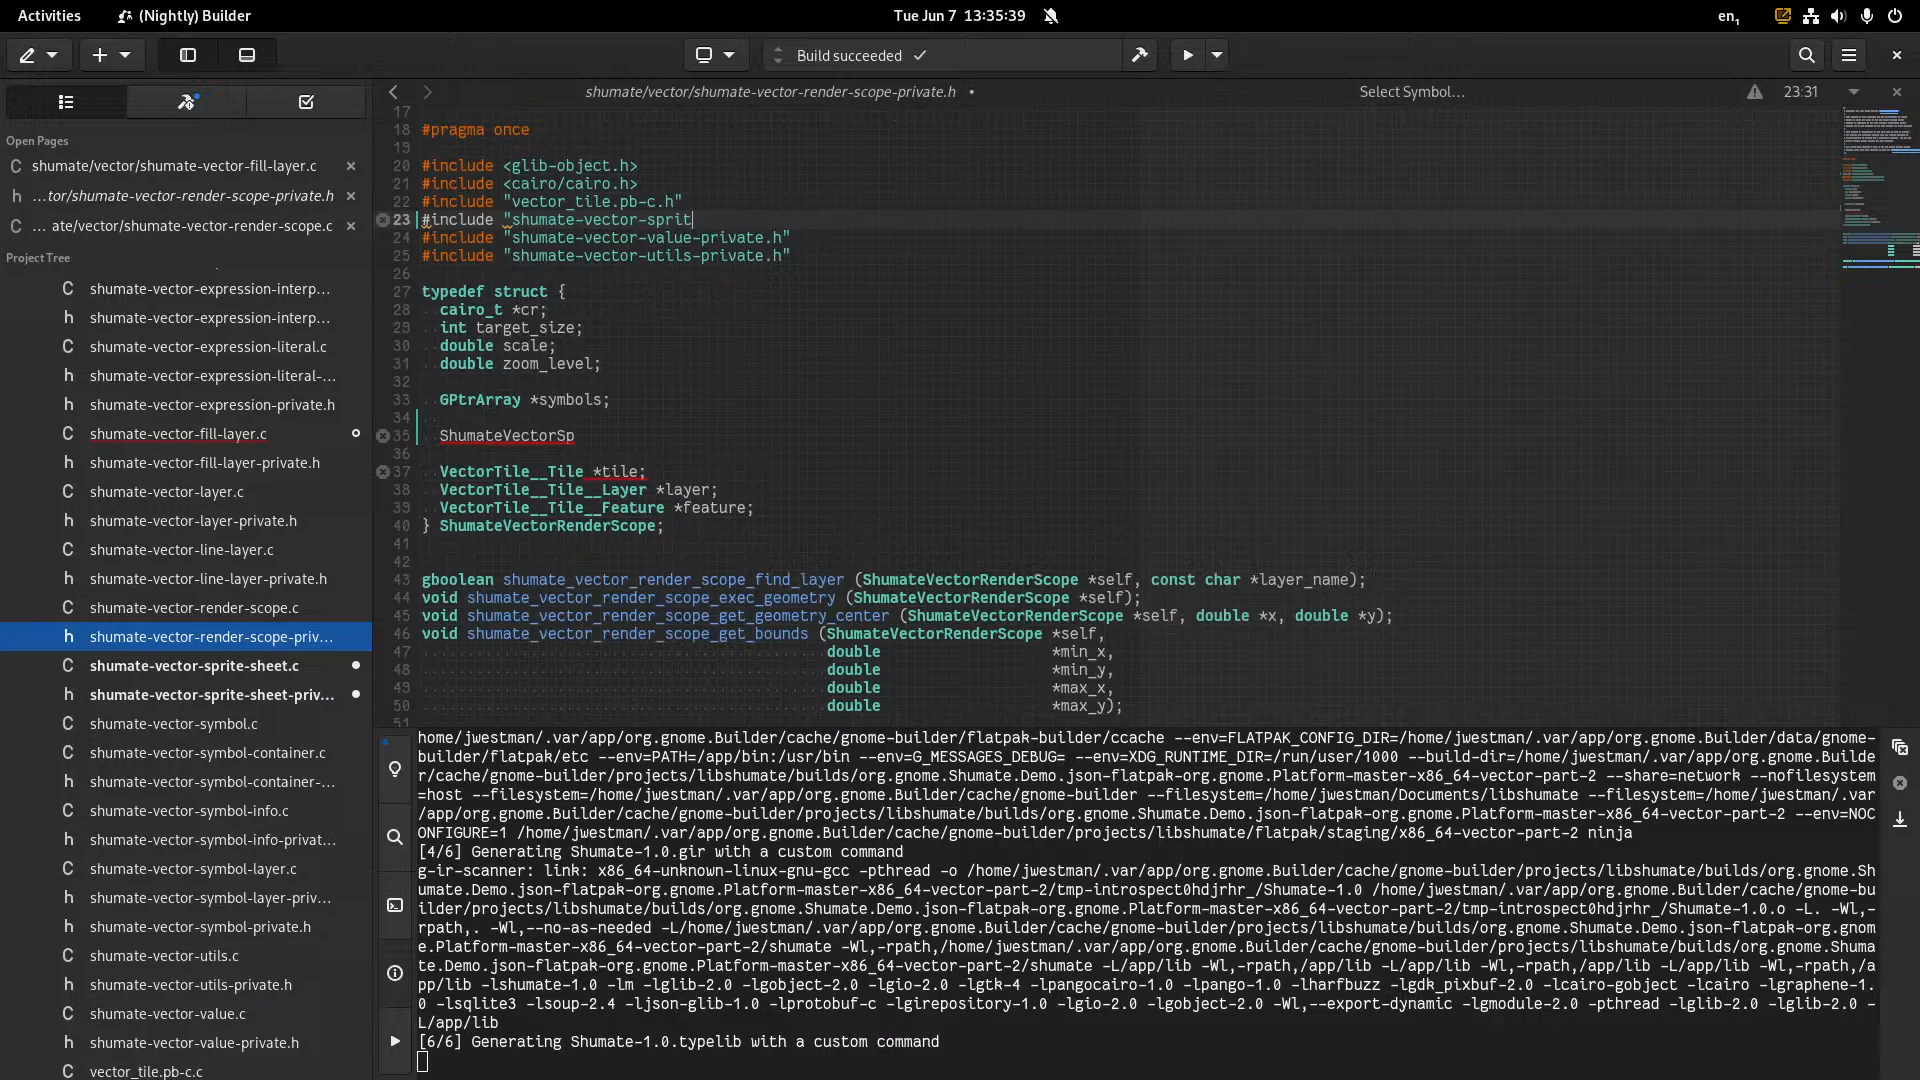 Activities
(Nightly) Builder
Tue Jun 7 13:35:39
en₁
Build succeeded ✓
Open Pages
C shumate/vector/shumate-vector-fill-layer.c
h …tor/shumate-vector-render-scope-private.h
C … ate/vector/shumate-vector-render-scope.c
Project Tree
C shumate-vector-expression-interp…
h shumate-vector-expression-interp…
C shumate-vector-expression-literal.c
h shumate-vector-expression-literal-…
h shumate-vector-expression-private.h
C shumate-vector-fill-layer.c
h shumate-vector-fill-layer-private.h
C shumate-vector-layer.c
h shumate-vector-layer-private.h
C shumate-vector-line-layer.c
h shumate-vector-line-layer-private.h
C shumate-vector-render-scope.c
h shumate-vector-render-scope-priv…
C shumate-vector-sprite-sheet.c
h shumate-vector-sprite-sheet-priv…
C shumate-vector-symbol.c
C shumate-vector-symbol-container.c
h shumate-vector-symbol-container-…
C shumate-vector-symbol-info.c
h shumate-vector-symbol-info-privat…
C shumate-vector-symbol-layer.c
h shumate-vector-symbol-layer-priv…
h shumate-vector-symbol-private.h
C shumate-vector-utils.c
h shumate-vector-utils-private.h
C shumate-vector-value.c
h shumate-vector-value-private.h
C vector_tile.pb-c.c
shumate/vector/shumate-vector-render-scope-private.h •
Select Symbol…
23:31
17
18 #pragma once
19
20 #include <glib-object.h>
21 #include <cairo/cairo.h>
22 #include "vector_tile.pb-c.h"
23 #include "shumate-vector-sprit
24 #include "shumate-vector-value-private.h"
25 #include "shumate-vector-utils-private.h"
26
27 typedef struct {
28 cairo_t *cr;
29 int target_size;
30 double scale;
31 double zoom_level;
32
33 GPtrArray *symbols;
34
35 ShumateVectorSp
36
37 VectorTile__Tile *tile;
38 VectorTile__Tile__Layer *layer;
39 VectorTile__Tile__Feature *feature;
40 } ShumateVectorRenderScope;
41
42
43 gboolean shumate_vector_render_scope_find_layer (ShumateVectorRenderScope *self, const char *layer_name);
44 void shumate_vector_render_scope_exec_geometry (ShumateVectorRenderScope *self);
45 void shumate_vector_render_scope_get_geometry_center (ShumateVectorRenderScope *self, double *x, double *y);
46 void shumate_vector_render_scope_get_bounds (ShumateVectorRenderScope *self,
47 double *min_x,
48 double *min_y,
49 double *max_x,
50 double *max_y);
51
home/jwestman/.var/app/org.gnome.Builder/cache/gnome-builder/flatpak-builder/ccache --env=FLATPAK_CONFIG_DIR=/home/jwestman/.var/app/org.gnome.Builder/data/gnome-
builder/flatpak/etc --env=PATH=/app/bin:/usr/bin --env=G_MESSAGES_DEBUG= --env=XDG_RUNTIME_DIR=/run/user/1000 --build-dir=/home/jwestman/.var/app/org.gnome.Builde
r/cache/gnome-builder/projects/libshumate/builds/org.gnome.Shumate.Demo.json-flatpak-org.gnome.Platform-master-x86_64-vector-part-2 --share=network --nofilesystem
=host --filesystem=/home/jwestman/.var/app/org.gnome.Builder/cache/gnome-builder --filesystem=/home/jwestman/Documents/libshumate --filesystem=/home/jwestman/.var
/app/org.gnome.Builder/cache/gnome-builder/projects/libshumate/builds/org.gnome.Shumate.Demo.json-flatpak-org.gnome.Platform-master-x86_64-vector-part-2 --env=NOC
ONFIGURE=1 /home/jwestman/.var/app/org.gnome.Builder/cache/gnome-builder/projects/libshumate/flatpak/staging/x86_64-vector-part-2 ninja
[4/6] Generating Shumate-1.0.gir with a custom command
g-ir-scanner: link: x86_64-unknown-linux-gnu-gcc -pthread -o /home/jwestman/.var/app/org.gnome.Builder/cache/gnome-builder/projects/libshumate/builds/org.gnome.Sh
umate.Demo.json-flatpak-org.gnome.Platform-master-x86_64-vector-part-2/tmp-introspect0hdjrhr_/Shumate-1.0 /home/jwestman/.var/app/org.gnome.Builder/cache/gnome-bu
ilder/projects/libshumate/builds/org.gnome.Shumate.Demo.json-flatpak-org.gnome.Platform-master-x86_64-vector-part-2/tmp-introspect0hdjrhr_/Shumate-1.0.o -L. -Wl,-
rpath,. -Wl,--no-as-needed -L/home/jwestman/.var/app/org.gnome.Builder/cache/gnome-builder/projects/libshumate/builds/org.gnome.Shumate.Demo.json-flatpak-org.gnom
e.Platform-master-x86_64-vector-part-2/shumate -Wl,-rpath,/home/jwestman/.var/app/org.gnome.Builder/cache/gnome-builder/projects/libshumate/builds/org.gnome.Shuma
te.Demo.json-flatpak-org.gnome.Platform-master-x86_64-vector-part-2/shumate -L/app/lib -Wl,-rpath,/app/lib -L/app/lib -Wl,-rpath,/app/lib -L/app/lib -Wl,-rpath,/a
pp/lib -lshumate-1.0 -lm -lglib-2.0 -lgobject-2.0 -lgio-2.0 -lgtk-4 -lpangocairo-1.0 -lpango-1.0 -lharfbuzz -lgdk_pixbuf-2.0 -lcairo-gobject -lcairo -lgraphene-1.
0 -lsqlite3 -lsoup-2.4 -ljson-glib-1.0 -lprotobuf-c -lgirepository-1.0 -lgio-2.0 -lgobject-2.0 -Wl,--export-dynamic -lgmodule-2.0 -pthread -lglib-2.0 -lglib-2.0 -
L/app/lib
[6/6] Generating Shumate-1.0.typelib with a custom command